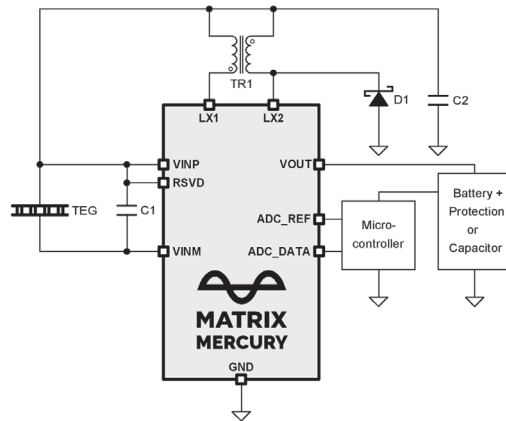 TR1
D1
C2
LX1
LX2
VINP
VOUT
RSVD
TEG
C1
ADC_REF
Micro-
controller
Battery +
Protection
or
Capacitor
VINM
ADC_DATA
MATRIX
MERCURY
GND